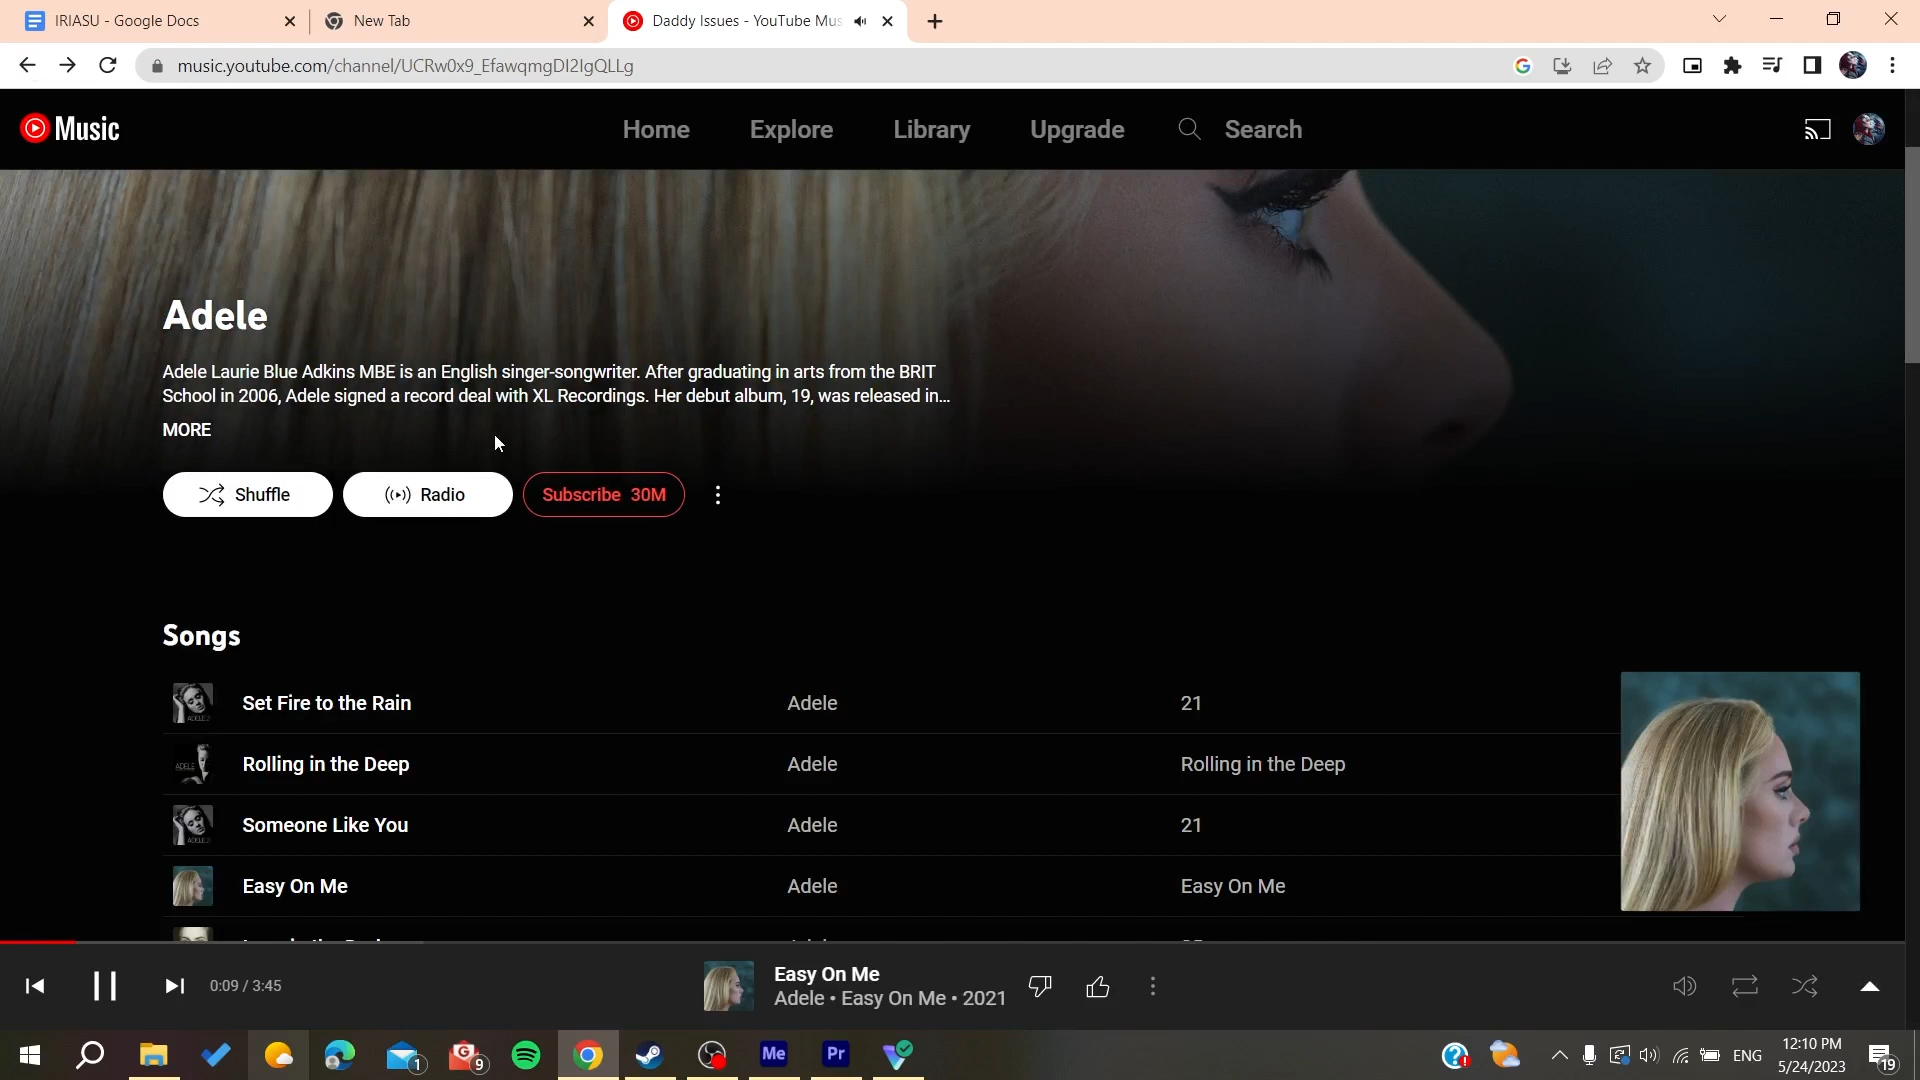 IRIASU - Google Docs
New Tab
Daddy Issues - YouTube Mus
music.youtube.com/channel/UCRw0x9_EfawqmgDI2IgQLLg
Music
Home
Explore
Library
Upgrade
Search
Adele
Adele Laurie Blue Adkins MBE is an English singer-songwriter. After graduating in arts from the BRIT
School in 2006, Adele signed a record deal with XL Recordings. Her debut album, 19, was released in...
MORE
Shuffle
Radio
Subscribe 30M
Songs
Set Fire to the Rain Adele 21
Rolling in the Deep Adele Rolling in the Deep
Someone Like You Adele 21
Easy On Me Adele Easy On Me
0:09 / 3:45
Easy On Me
Adele • Easy On Me • 2021
1
9
Me
Pr
ENG
12:10 PM
5/24/2023
19